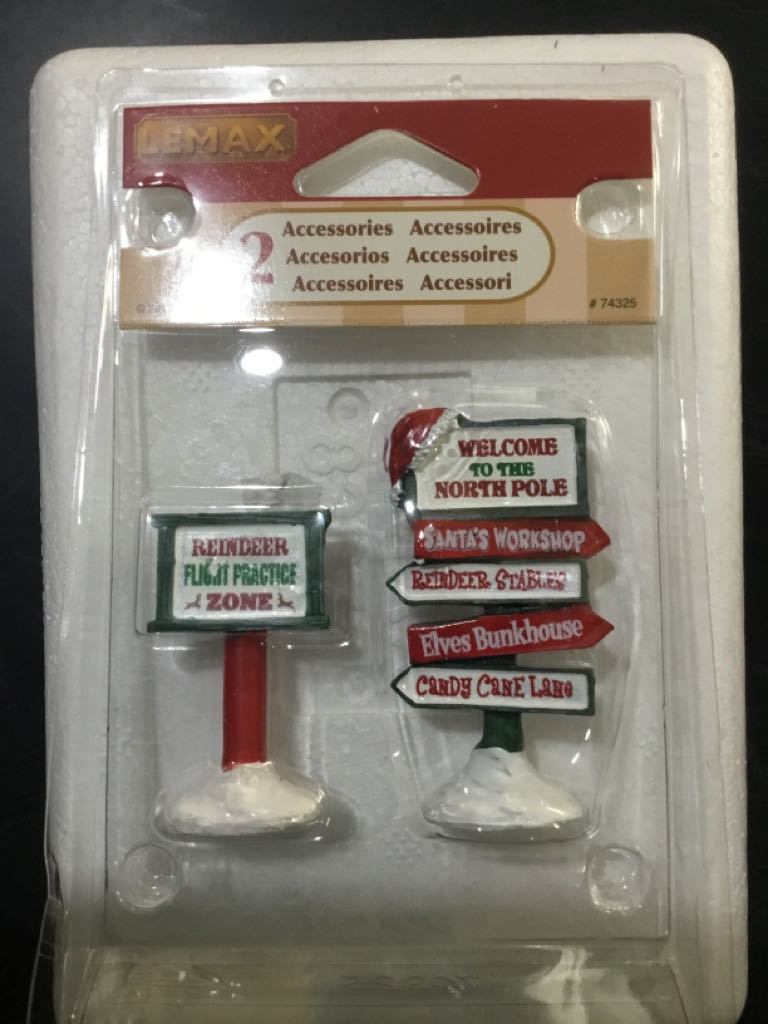 LEMAX
2
Accessories Accessoires
Accesorios Accessoires
Accessoires Accessori
©
# 74325
WELCOME
TO THE
NORTH POLE
SANTA'S WORKSHOP
REINDEER STABLES
Elves Bunkhouse
CANDY CANE LANE
REINDEER
FLIGHT PRACTICE
ZONE